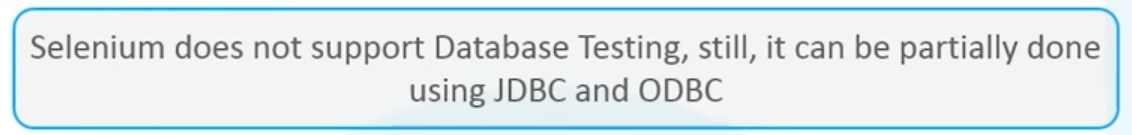 Selenium does not support Database Testing, still, it can be partially done
using JDBC and ODBC